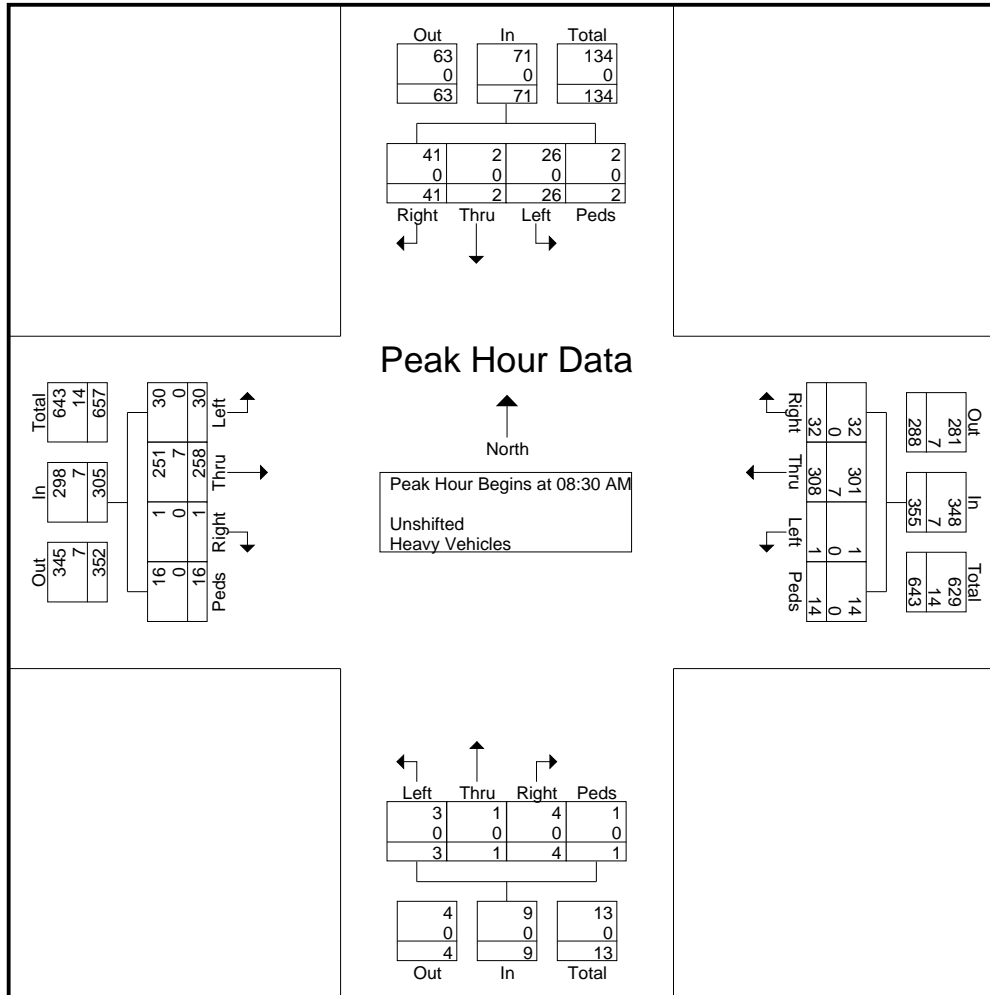 Out In Total
63 71 134
0 0 0
63 71 134
41 2 26 2
0 0 0 0
41 2 26 2
Right Thru Left Peds
Peak Hour Data
North
Peak Hour Begins at 08:30 AM
Unshifted
Heavy Vehicles
Total
643
14
657
In
298
7
305
Out
345
7
352
30
0
30
Left
251
7
258
Thru
1
0
1
Right
16
0
16
Peds
Right
32
0
32
Thru
308
7
301
Left
1
0
1
Peds
14
0
14
Out
281
7
288
In
348
7
355
Total
629
14
643
Left Thru Right Peds
3 1 4 1
0 0 0 0
3 1 4 1
4 9 13
0 0 0
4 9 13
Out In Total